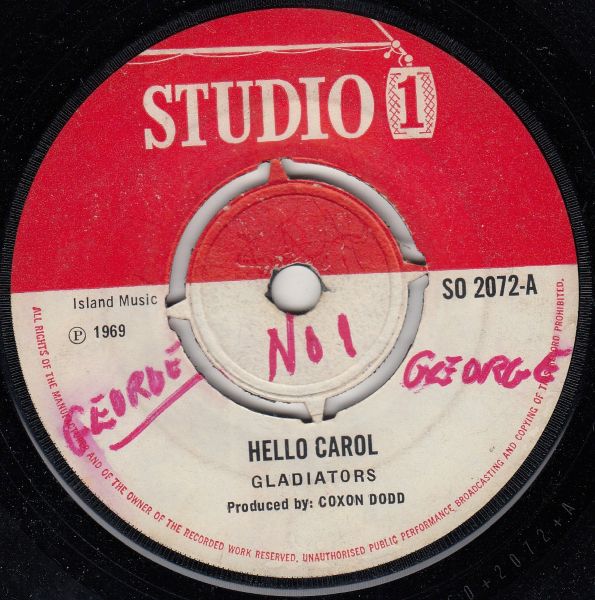 STUDIO 1
Island Music
SO 2072-A
Ⓟ 1969
No 1
GEORGE
GEORGE
HELLO CAROL
GLADIATORS
Produced by: COXON DODD
ALL RIGHTS OF THE MANUFACTURER AND OF THE OWNER OF THE RECORDED WORK RESERVED. UNAUTHORISED PUBLIC PERFORMANCE, BROADCASTING AND COPYING OF THIS RECORD PROHIBITED.